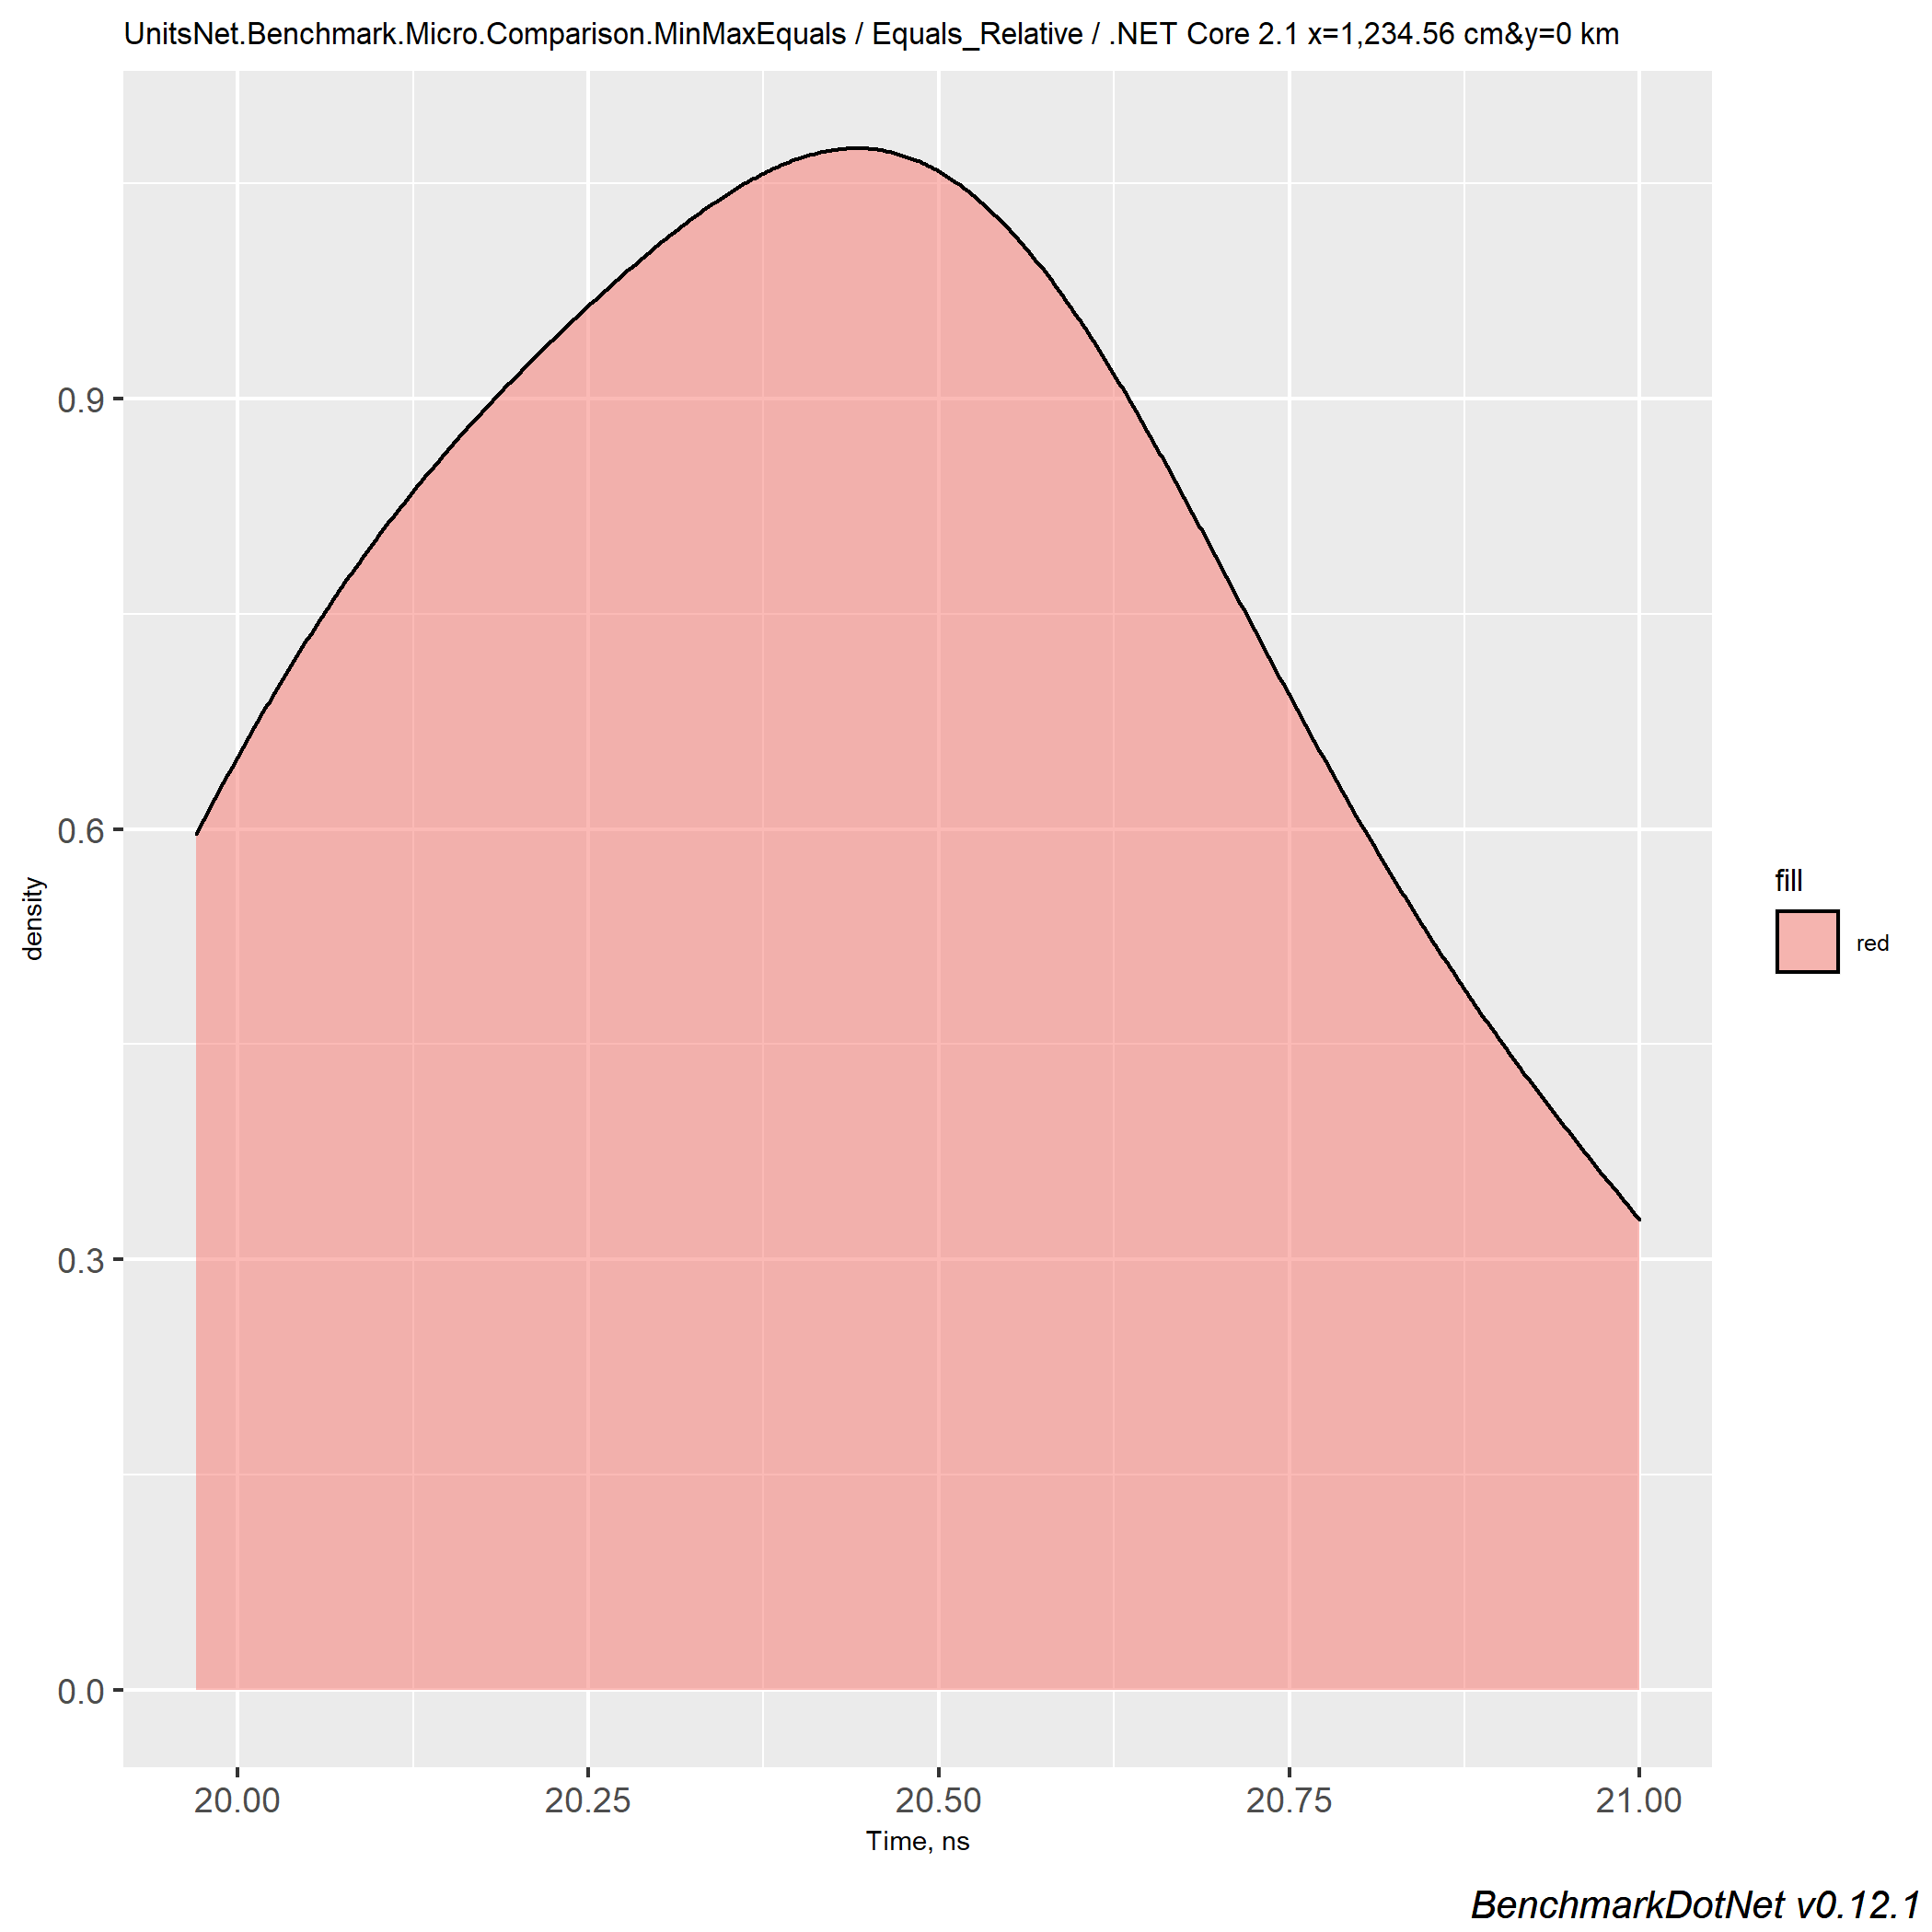 UnitsNet.Benchmark.Micro.Comparison.MinMaxEquals / Equals_Relative / .NET Core 2.1 x=1,234.56 cm&y=0 km
0.9
0.6
0.3
0.0
density
20.00 20.25 20.50 20.75 21.00
Time, ns
fill
red
BenchmarkDotNet v0.12.1